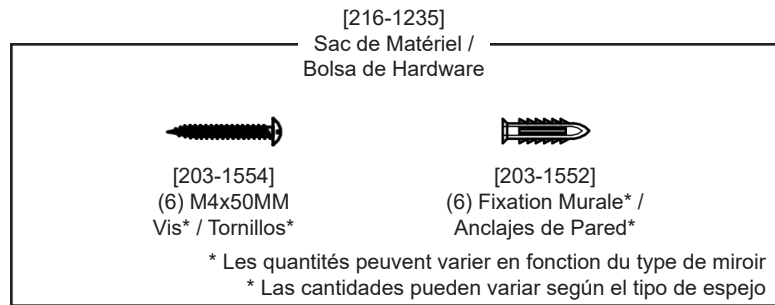 [216-1235]
Sac de Matériel /
Bolsa de Hardware
[203-1554]
(6) M4x50MM
Vis* / Tornillos*
[203-1552]
(6) Fixation Murale* /
Anclajes de Pared*
* Les quantités peuvent varier en fonction du type de miroir
* Las cantidades pueden variar según el tipo de espejo